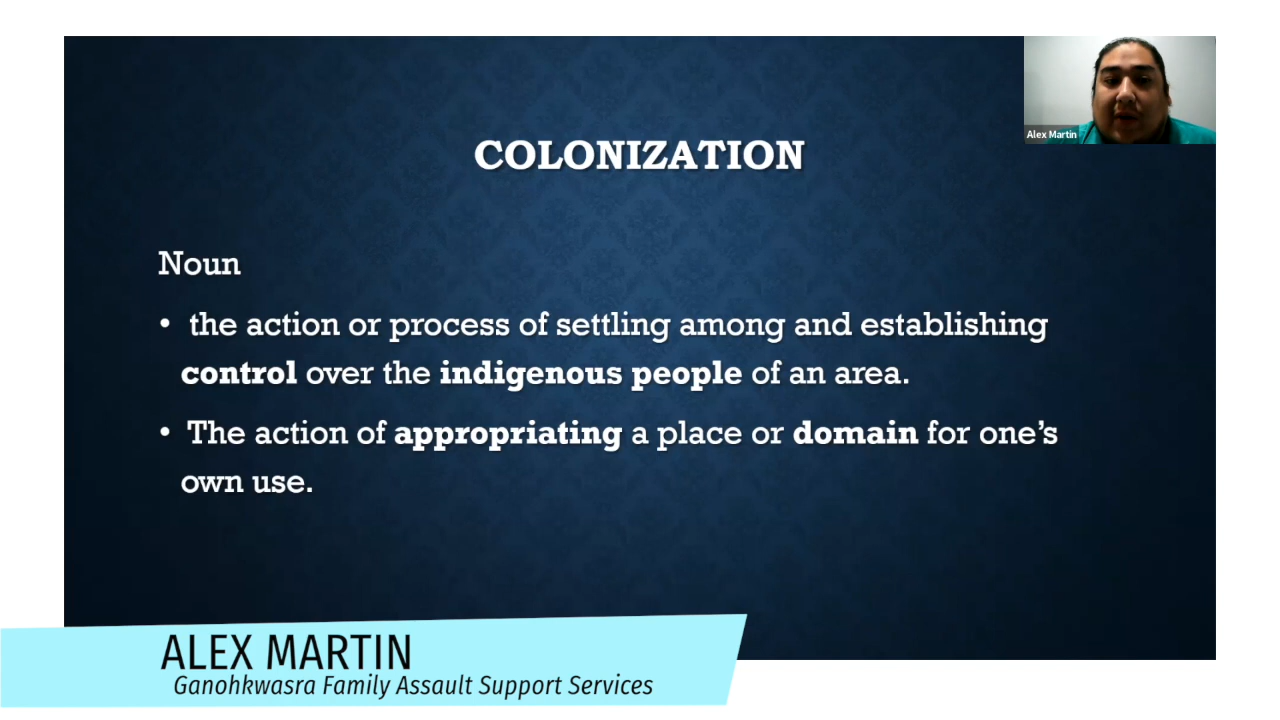 Alex Martin
COLONIZATION
Noun
• the action or process of settling among and establishing
control over the indigenous people of an area.
• The action of appropriating a place or domain for one’s
own use.
ALEX MARTIN
Ganohkwasra Family Assault Support Services